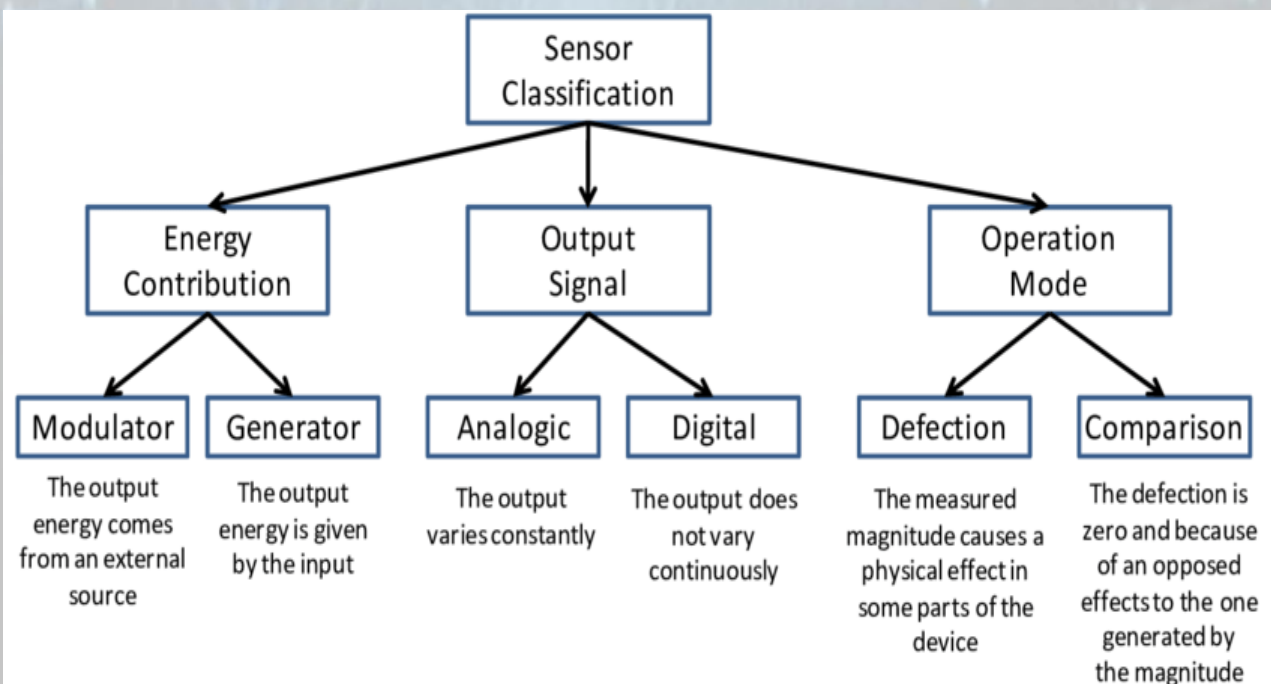 Sensor
Classification
Energy
Contribution
Output
Signal
Operation
Mode
Modulator
The output
energy comes
from an external
source
Generator
The output
energy is given
by the input
Analogic
The output
varies constantly
Digital
The output does
not vary
continuously
Defection
The measured
magnitude causes a
physical effect in
some parts of the
device
Comparison
The defection is
zero and because
of an opposed
effects to the one
generated by
the magnitude